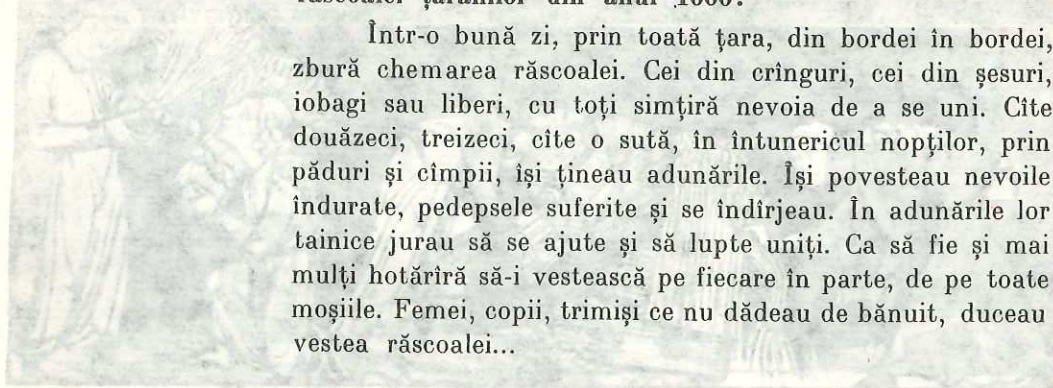 răscoalei țăranilor din anul
Într-o bună zi, prin toată țara, din bordei în bordei,
zbură chemarea răscoalei. Cei din crînguri, cei din șesuri,
iobagi sau liberi, cu toți simțiră nevoia de a se uni. Cîte
douăzeci, treizeci, cîte o sută, în întunericul nopților, prin
păduri și cîmpii, își țineau adunările. Își povesteau nevoile
îndurate, pedepsele suferite și se îndîrjeau. În adunările lor
tainice jurau să se ajute și să lupte uniți. Ca să fie și mai
mulți hotărîră să-i vestească pe fiecare în parte, de pe toate
moșiile. Femei, copii, trimiși ce nu dădeau de bănuit, duceau
vestea răscoalei...